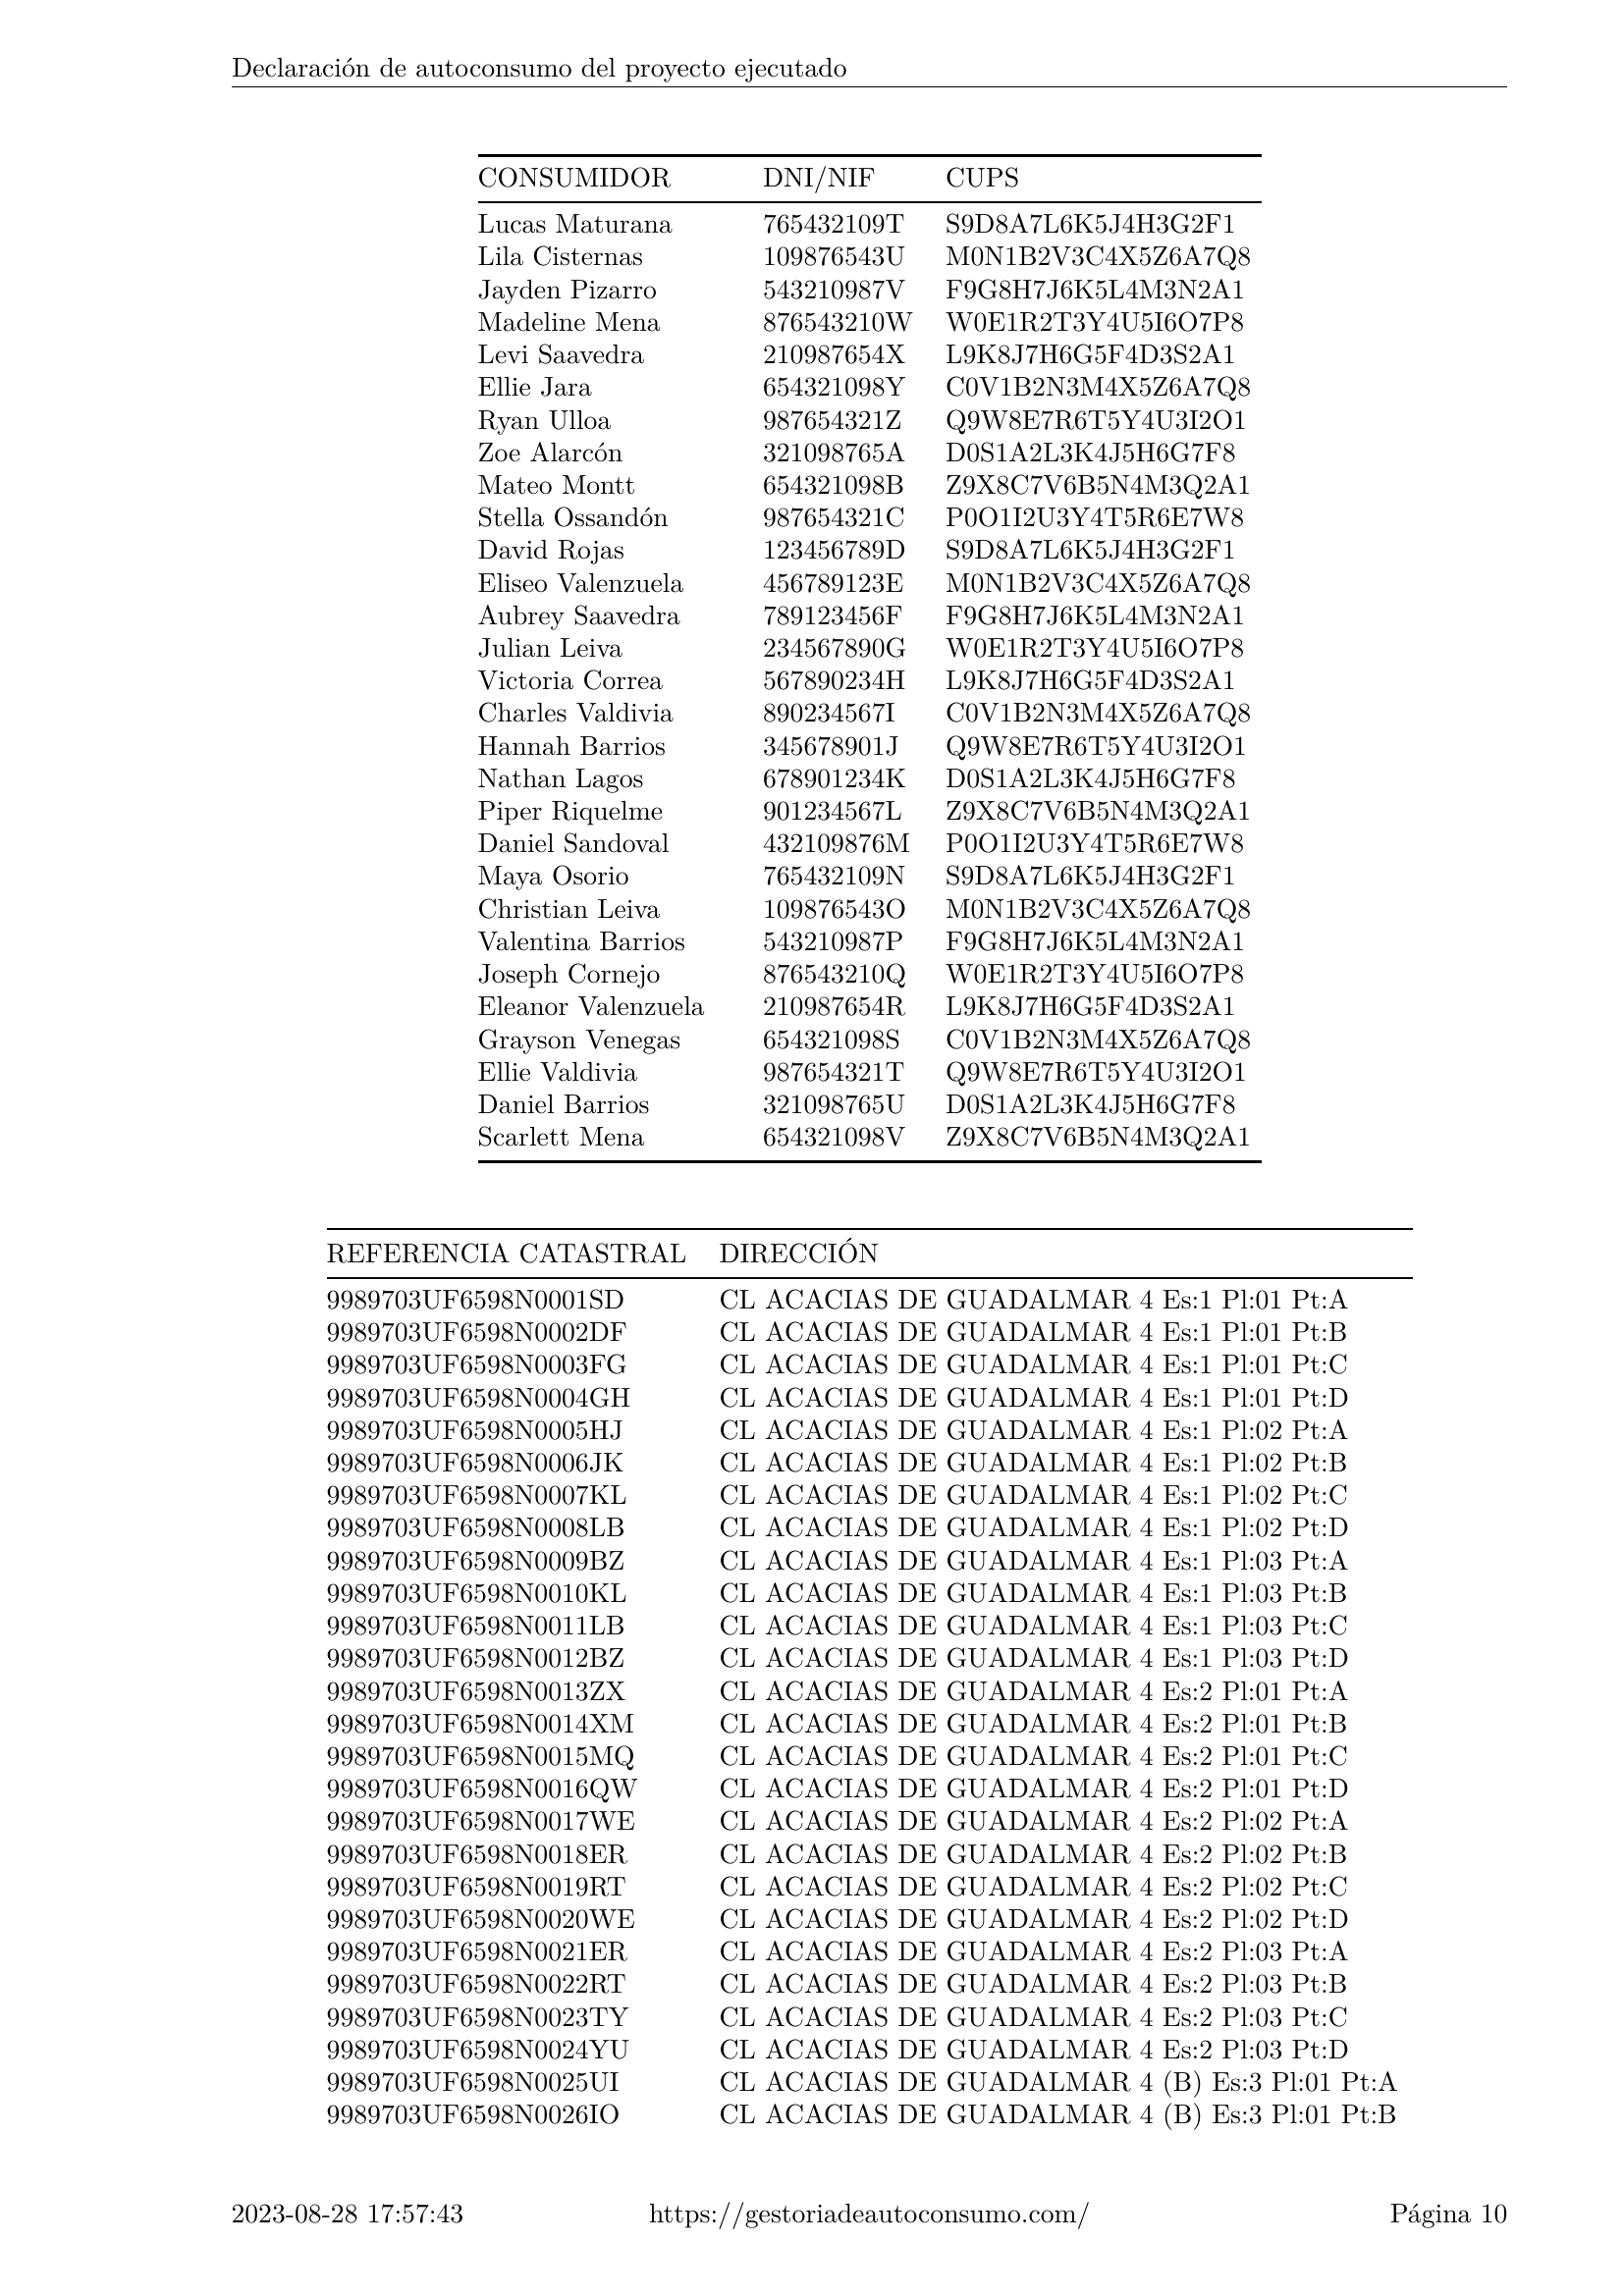 Declaración de autoconsumo del proyecto ejecutado
CONSUMIDOR DNI/NIF CUPS
Lucas Maturana 765432109T S9D8A7L6K5J4H3G2F1
Lila Cisternas 109876543U M0N1B2V3C4X5Z6A7Q8
Jayden Pizarro 543210987V F9G8H7J6K5L4M3N2A1
Madeline Mena 876543210W W0E1R2T3Y4U5I6O7P8
Levi Saavedra 210987654X L9K8J7H6G5F4D3S2A1
Ellie Jara 654321098Y C0V1B2N3M4X5Z6A7Q8
Ryan Ulloa 987654321Z Q9W8E7R6T5Y4U3I2O1
Zoe Alarcón 321098765A D0S1A2L3K4J5H6G7F8
Mateo Montt 654321098B Z9X8C7V6B5N4M3Q2A1
Stella Ossandón 987654321C P0O1I2U3Y4T5R6E7W8
David Rojas 123456789D S9D8A7L6K5J4H3G2F1
Eliseo Valenzuela 456789123E M0N1B2V3C4X5Z6A7Q8
Aubrey Saavedra 789123456F F9G8H7J6K5L4M3N2A1
Julian Leiva 234567890G W0E1R2T3Y4U5I6O7P8
Victoria Correa 567890234H L9K8J7H6G5F4D3S2A1
Charles Valdivia 890234567I C0V1B2N3M4X5Z6A7Q8
Hannah Barrios 345678901J Q9W8E7R6T5Y4U3I2O1
Nathan Lagos 678901234K D0S1A2L3K4J5H6G7F8
Piper Riquelme 901234567L Z9X8C7V6B5N4M3Q2A1
Daniel Sandoval 432109876M P0O1I2U3Y4T5R6E7W8
Maya Osorio 765432109N S9D8A7L6K5J4H3G2F1
Christian Leiva 109876543O M0N1B2V3C4X5Z6A7Q8
Valentina Barrios 543210987P F9G8H7J6K5L4M3N2A1
Joseph Cornejo 876543210Q W0E1R2T3Y4U5I6O7P8
Eleanor Valenzuela 210987654R L9K8J7H6G5F4D3S2A1
Grayson Venegas 654321098S C0V1B2N3M4X5Z6A7Q8
Ellie Valdivia 987654321T Q9W8E7R6T5Y4U3I2O1
Daniel Barrios 321098765U D0S1A2L3K4J5H6G7F8
Scarlett Mena 654321098V Z9X8C7V6B5N4M3Q2A1
REFERENCIA CATASTRAL DIRECCIÓN
9989703UF6598N0001SD CL ACACIAS DE GUADALMAR 4 Es:1 Pl:01 Pt:A
9989703UF6598N0002DF CL ACACIAS DE GUADALMAR 4 Es:1 Pl:01 Pt:B
9989703UF6598N0003FG CL ACACIAS DE GUADALMAR 4 Es:1 Pl:01 Pt:C
9989703UF6598N0004GH CL ACACIAS DE GUADALMAR 4 Es:1 Pl:01 Pt:D
9989703UF6598N0005HJ CL ACACIAS DE GUADALMAR 4 Es:1 Pl:02 Pt:A
9989703UF6598N0006JK CL ACACIAS DE GUADALMAR 4 Es:1 Pl:02 Pt:B
9989703UF6598N0007KL CL ACACIAS DE GUADALMAR 4 Es:1 Pl:02 Pt:C
9989703UF6598N0008LB CL ACACIAS DE GUADALMAR 4 Es:1 Pl:02 Pt:D
9989703UF6598N0009BZ CL ACACIAS DE GUADALMAR 4 Es:1 Pl:03 Pt:A
9989703UF6598N0010KL CL ACACIAS DE GUADALMAR 4 Es:1 Pl:03 Pt:B
9989703UF6598N0011LB CL ACACIAS DE GUADALMAR 4 Es:1 Pl:03 Pt:C
9989703UF6598N0012BZ CL ACACIAS DE GUADALMAR 4 Es:1 Pl:03 Pt:D
9989703UF6598N0013ZX CL ACACIAS DE GUADALMAR 4 Es:2 Pl:01 Pt:A
9989703UF6598N0014XM CL ACACIAS DE GUADALMAR 4 Es:2 Pl:01 Pt:B
9989703UF6598N0015MQ CL ACACIAS DE GUADALMAR 4 Es:2 Pl:01 Pt:C
9989703UF6598N0016QW CL ACACIAS DE GUADALMAR 4 Es:2 Pl:01 Pt:D
9989703UF6598N0017WE CL ACACIAS DE GUADALMAR 4 Es:2 Pl:02 Pt:A
9989703UF6598N0018ER CL ACACIAS DE GUADALMAR 4 Es:2 Pl:02 Pt:B
9989703UF6598N0019RT CL ACACIAS DE GUADALMAR 4 Es:2 Pl:02 Pt:C
9989703UF6598N0020WE CL ACACIAS DE GUADALMAR 4 Es:2 Pl:02 Pt:D
9989703UF6598N0021ER CL ACACIAS DE GUADALMAR 4 Es:2 Pl:03 Pt:A
9989703UF6598N0022RT CL ACACIAS DE GUADALMAR 4 Es:2 Pl:03 Pt:B
9989703UF6598N0023TY CL ACACIAS DE GUADALMAR 4 Es:2 Pl:03 Pt:C
9989703UF6598N0024YU CL ACACIAS DE GUADALMAR 4 Es:2 Pl:03 Pt:D
9989703UF6598N0025UI CL ACACIAS DE GUADALMAR 4 (B) Es:3 Pl:01 Pt:A
9989703UF6598N0026IO CL ACACIAS DE GUADALMAR 4 (B) Es:3 Pl:01 Pt:B
2023-08-28 17:57:43 https://gestoriadeautoconsumo.com/ Página 10